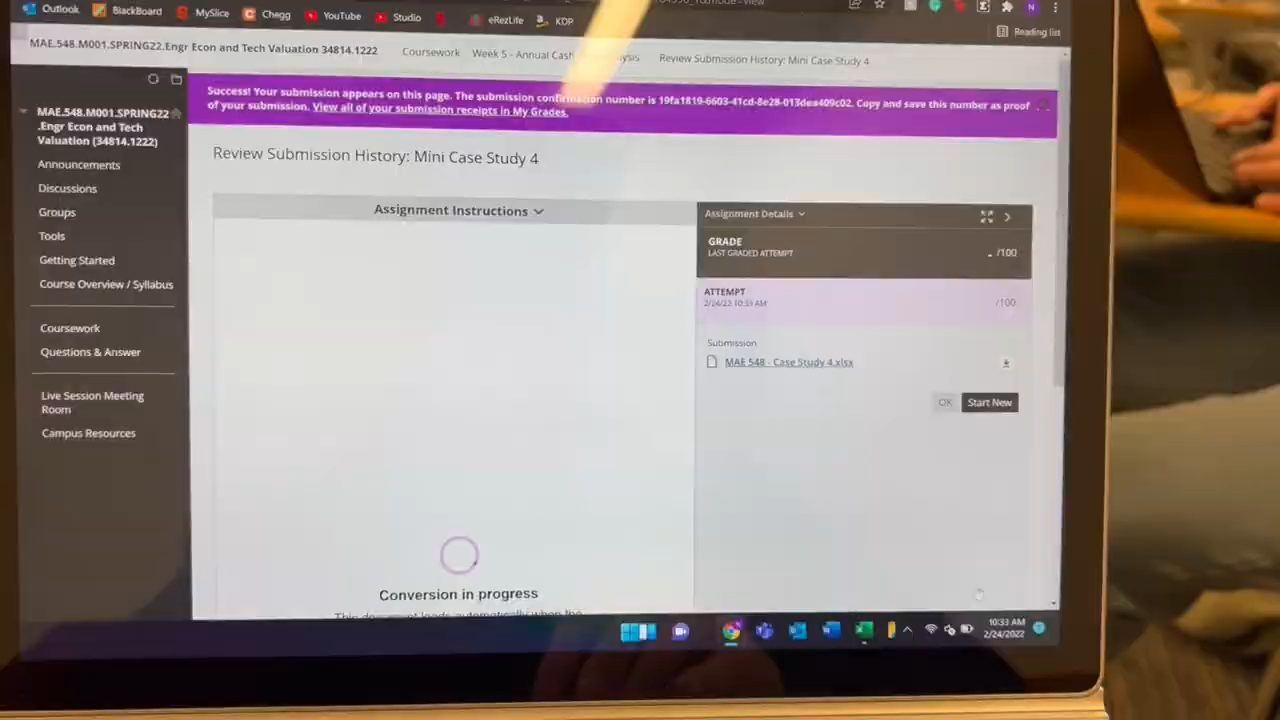 Outlook BlackBoard MySlice Chegg YouTube Studio eRezLife KDP
Reading list
MAE.548.M001.SPRING22.Engr Econ and Tech Valuation 34814.1222 Coursework Week 5 - Annual Cash Review Submission History: Mini Case Study 4
Success! Your submission appears on this page. The submission confirmation number is 19fa1819-6603-41cd-8e28-013dea409c02. Copy and save this number as proof
of your submission. View all of your submission receipts in My Grades.
MAE.548.M001.SPRING22
.Engr Econ and Tech
Valuation (34814.1222)
Announcements
Discussions
Groups
Tools
Getting Started
Course Overview / Syllabus
Coursework
Questions & Answer
Live Session Meeting
Room
Campus Resources
Review Submission History: Mini Case Study 4
Assignment Instructions
Assignment Details
GRADE
LAST GRADED ATTEMPT
- /100
ATTEMPT
2/24/22 10:33 AM
/100
Submission
MAE 548 - Case Study 4.xlsx
OK Start New
Conversion in progress
This document loads automatically when the
10:33 AM
2/24/2022